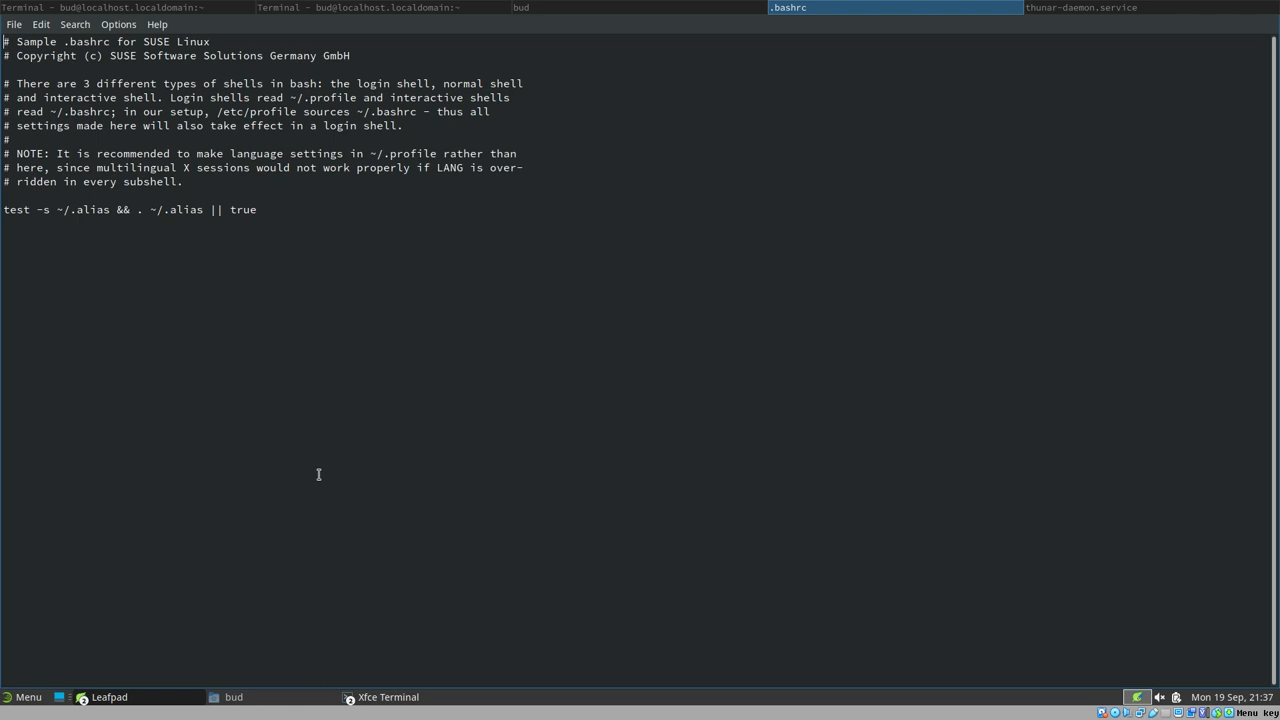 Terminal - bud@localhost.localdomain:~ Terminal - bud@localhost.localdomain:~ bud .bashrc thunar-daemon.service
File Edit Search Options Help
# Sample .bashrc for SUSE Linux
# Copyright (c) SUSE Software Solutions Germany GmbH
# There are 3 different types of shells in bash: the login shell, normal shell
# and interactive shell. Login shells read ~/.profile and interactive shells
# read ~/.bashrc; in our setup, /etc/profile sources ~/.bashrc - thus all
# settings made here will also take effect in a login shell.
#
# NOTE: It is recommended to make language settings in ~/.profile rather than
# here, since multilingual X sessions would not work properly if LANG is over-
# ridden in every subshell.
test -s ~/.alias && . ~/.alias || true
Menu 2 Leafpad bud 2 Xfce Terminal Mon 19 Sep, 21:37
Menu key